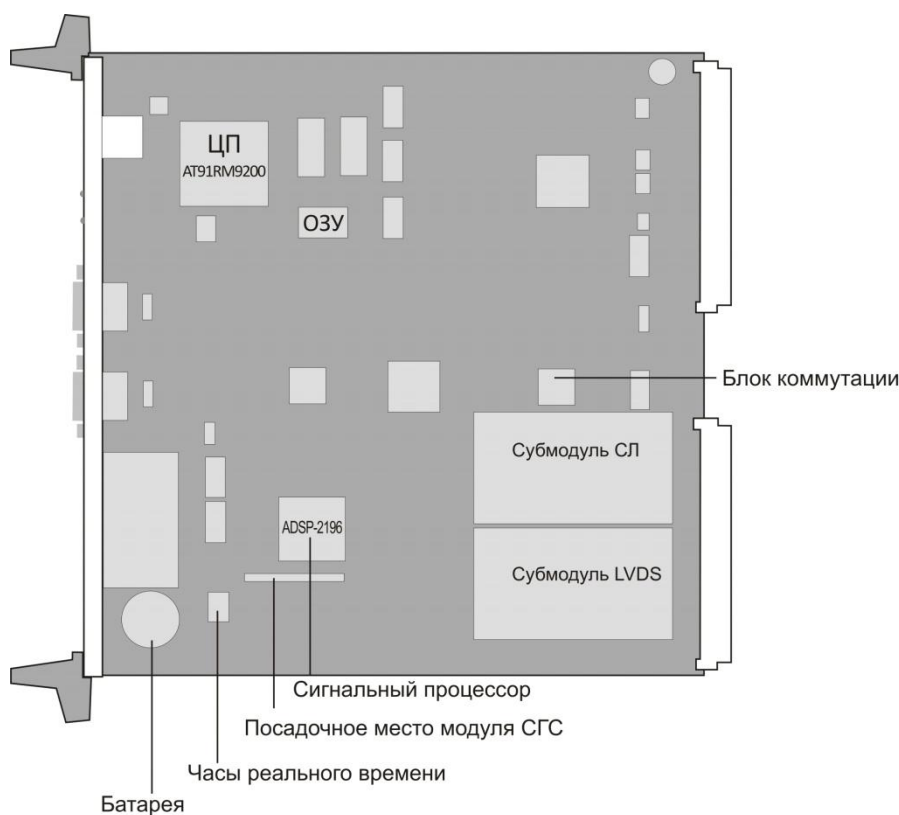 ЦП
AT91RM9200
ОЗУ
Блок коммутации
Субмодуль СЛ
ADSP-2196
Субмодуль LVDS
Сигнальный процессор
Посадочное место модуля СГС
Часы реального времени
Батарея